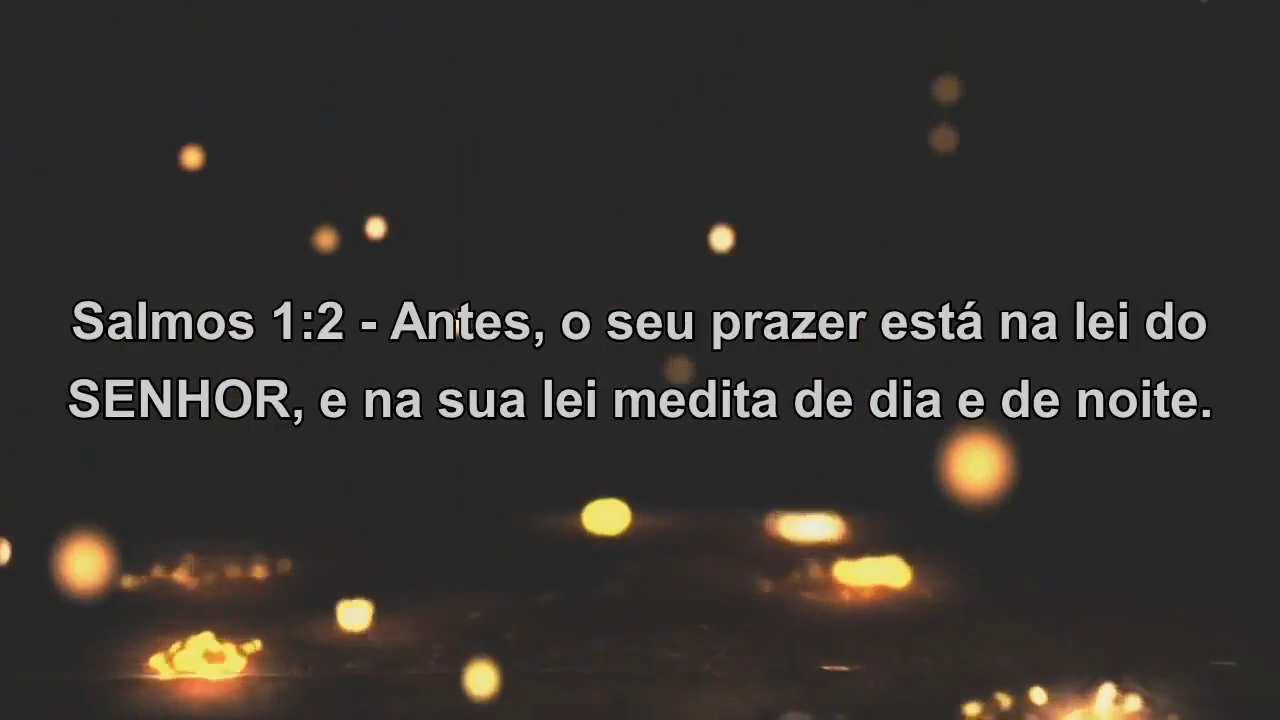 Salmos 1:2 - Antes, o seu prazer está na lei do
SENHOR, e na sua lei medita de dia e de noite.